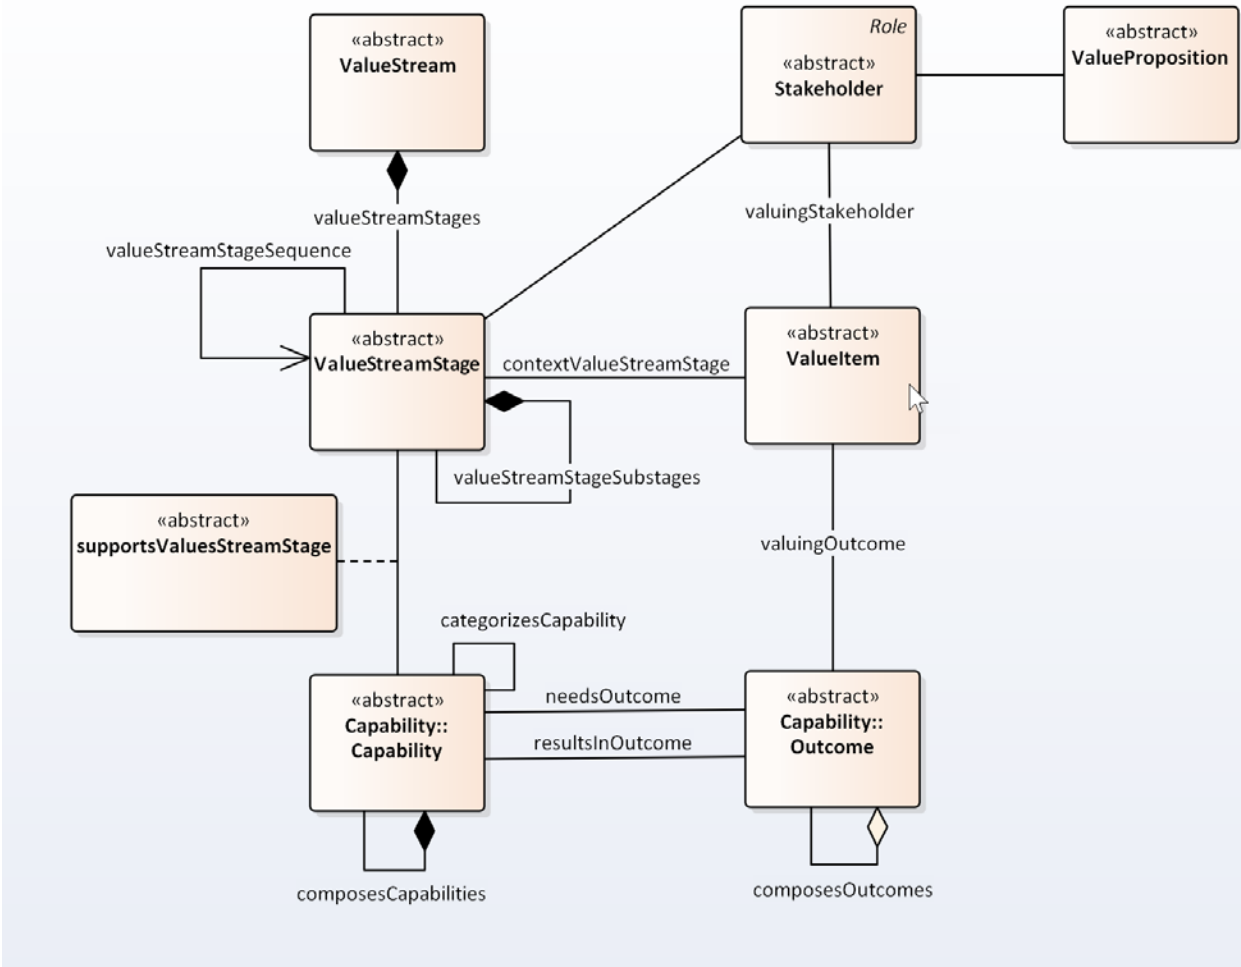 «abstract»
ValueStream
Role
«abstract»
Stakeholder
«abstract»
ValueProposition
valueStreamStages
valuingStakeholder
valueStreamStageSequence
«abstract»
ValueStreamStage
contextValueStreamStage
«abstract»
ValueItem
valueStreamStageSubstages
«abstract»
supportsValuesStreamStage
valuingOutcome
categorizesCapability
«abstract»
Capability::
Capability
needsOutcome
resultsInOutcome
«abstract»
Capability::
Outcome
composesCapabilities
composesOutcomes